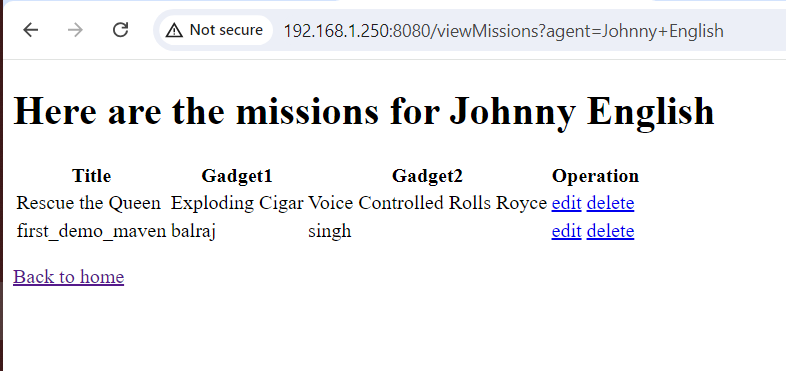 Not secure 192.168.1.250:8080/viewMissions?agent=Johnny+English
Here are the missions for Johnny English
Title Gadget1 Gadget2 Operation
Rescue the Queen Exploding Cigar Voice Controlled Rolls Royce edit delete
first_demo_maven balraj singh edit delete
Back to home